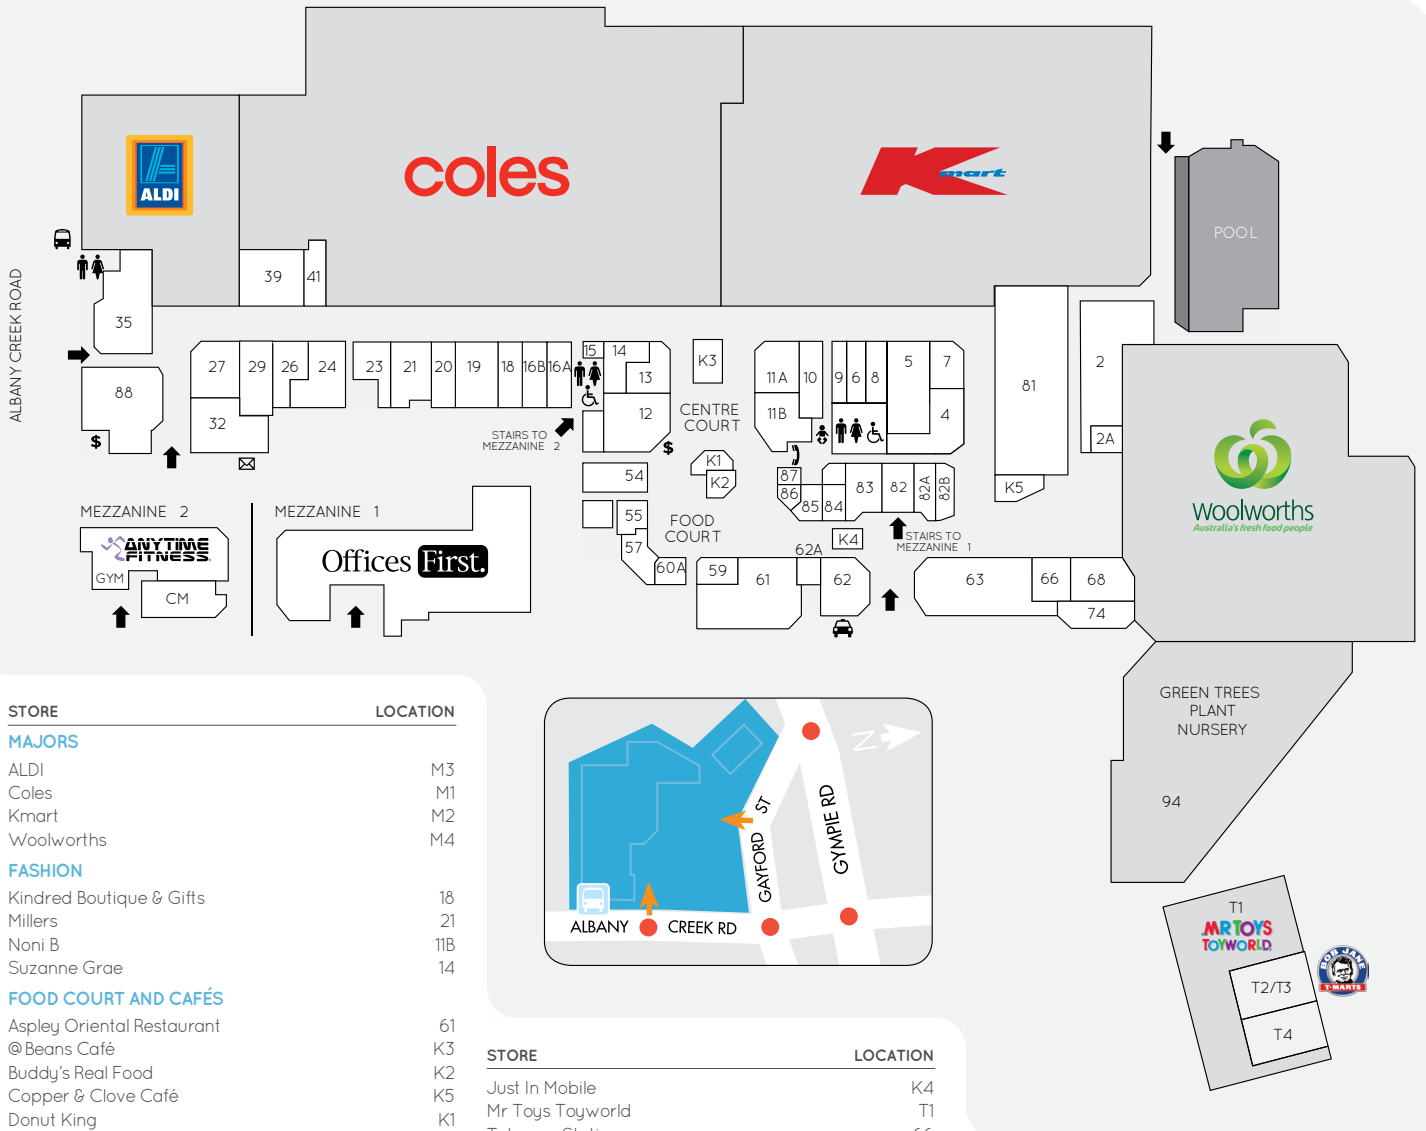 ALDI
coles
Kmart
POOL
ALBANY CREEK ROAD
39
41
35
27
29
26
24
23
21
20
19
18
16B
16A
15
14
13
K3
11A
10
9
6
8
5
7
81
2
88
32
12
CENTRE
COURT
11B
4
2A
$
STAIRS TO
MEZZANINE 2
$
54
K1
K2
87
86
85
84
83
82
82A
82B
K5
Woolworths
Australia's fresh food people
MEZZANINE 2
MEZZANINE 1
55
FOOD
COURT
K4
STAIRS TO
MEZZANINE 1
ANYTIME
FITNESS.
GYM
CM
Offices First.
57
60A
59
61
62A
62
63
66
68
74
GREEN TREES
PLANT
NURSERY
94
T1
MR TOYS
TOYWORLD
BOB JANE
T-MARTS
T2/T3
T4
STORE LOCATION
MAJORS
ALDI M3
Coles M1
Kmart M2
Woolworths M4
FASHION
Kindred Boutique & Gifts 18
Millers 21
Noni B 11B
Suzanne Grae 14
FOOD COURT AND CAFÉS
Aspley Oriental Restaurant 61
@Beans Café K3
Buddy's Real Food K2
Copper & Clove Café K5
Donut King K1
N
GAYFORD ST
GYMPIE RD
ALBANY CREEK RD
STORE LOCATION
Just In Mobile K4
Mr Toys Toyworld T1